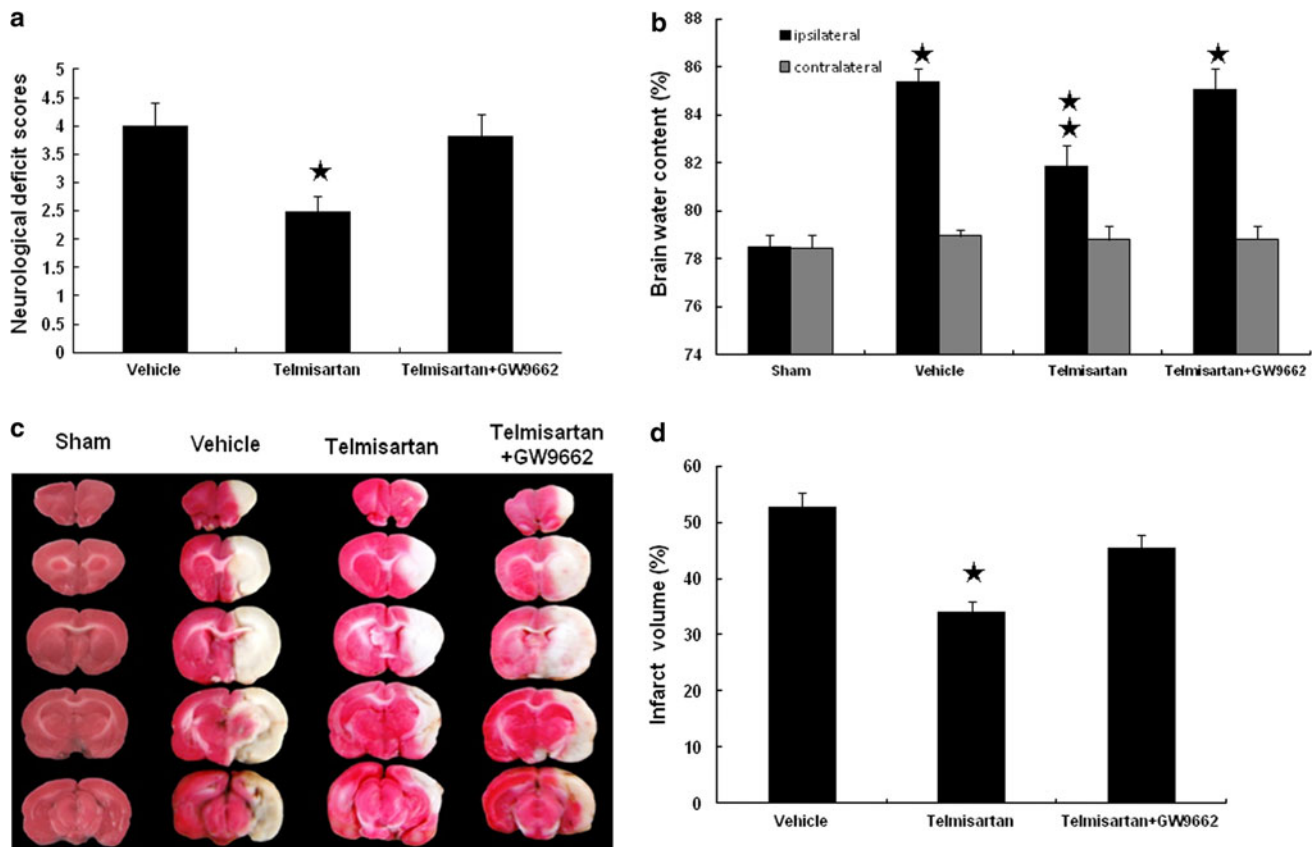 a
Neurological deficit scores
5
4.5
4
3.5
3
2.5
2
1.5
1
0.5
0
Vehicle
Telmisartan
Telmisartan+GW9662
b
ipsilateral
contralateral
Brain water content (%)
88
86
84
82
80
78
76
74
Sham
Vehicle
Telmisartan
Telmisartan+GW9662
c
Sham
Vehicle
Telmisartan
Telmisartan
+GW9662
d
Infarct volume (%)
60
50
40
30
20
10
0
Vehicle
Telmisartan
Telmisartan+GW9662